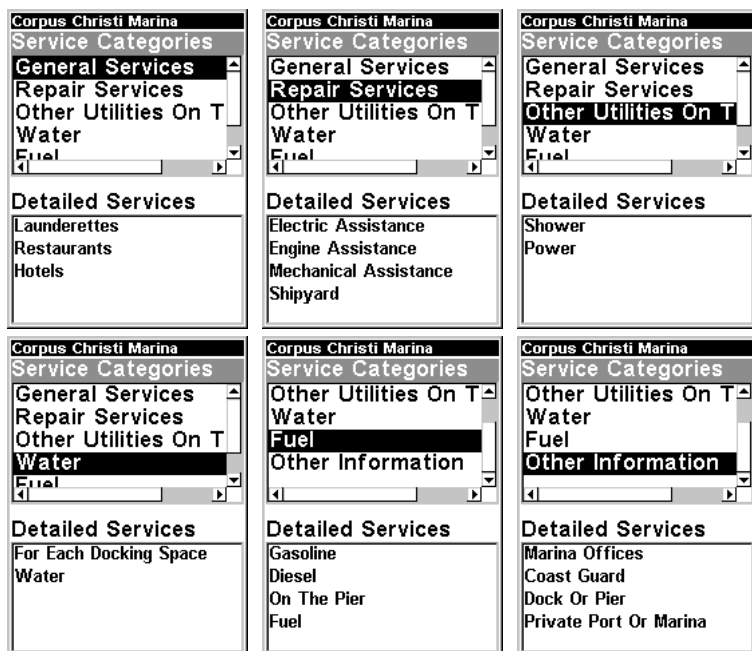 Corpus Christi Marina
Service Categories
General Services
Repair Services
Other Utilities On T
Water
Fuel
Detailed Services
Launderettes
Restaurants
Hotels
Corpus Christi Marina
Service Categories
General Services
Repair Services
Other Utilities On T
Water
Fuel
Detailed Services
Electric Assistance
Engine Assistance
Mechanical Assistance
Shipyard
Corpus Christi Marina
Service Categories
General Services
Repair Services
Other Utilities On T
Water
Fuel
Detailed Services
Shower
Power
Corpus Christi Marina
Service Categories
General Services
Repair Services
Other Utilities On T
Water
Fuel
Detailed Services
For Each Docking Space
Water
Corpus Christi Marina
Service Categories
Other Utilities On T
Water
Fuel
Other Information
Detailed Services
Gasoline
Diesel
On The Pier
Fuel
Corpus Christi Marina
Service Categories
Other Utilities On T
Water
Fuel
Other Information
Detailed Services
Marina Offices
Coast Guard
Dock Or Pier
Private Port Or Marina